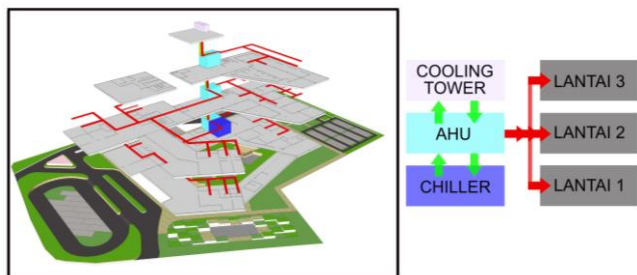 COOLING
TOWER
AHU
CHILLER
LANTAI 3
LANTAI 2
LANTAI 1